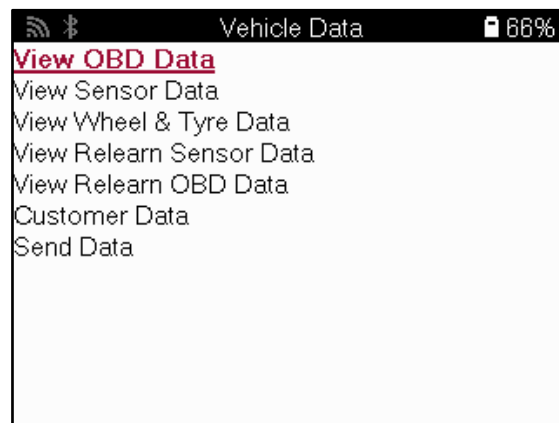 Vehicle Data 66%
View OBD Data
View Sensor Data
View Wheel & Tyre Data
View Relearn Sensor Data
View Relearn OBD Data
Customer Data
Send Data